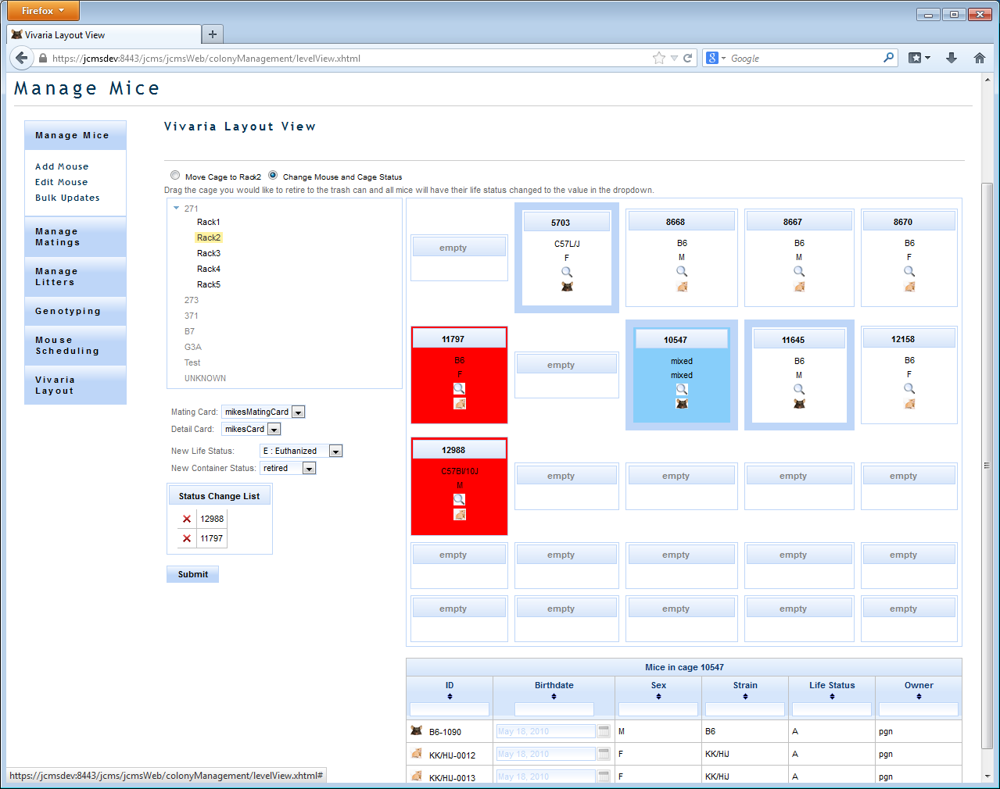 Firefox
Vivaria Layout View
https://jcmsdev:8443/jcms/jcmsWeb/colonyManagement/levelView.xhtml
Google
Manage Mice
Manage Mice
Add Mouse
Edit Mouse
Bulk Updates
Manage
Matings
Manage
Litters
Genotyping
Mouse
Scheduling
Vivaria
Layout
Vivaria Layout View
Move Cage to Rack2 Change Mouse and Cage Status
Drag the cage you would like to retire to the trash can and all mice will have their life status changed to the value in the dropdown.
271
Rack1
Rack2
Rack3
Rack4
Rack5
273
371
B7
G3A
Test
UNKNOWN
Mating Card: mikesMatingCard
Detail Card: mikesCard
New Life Status: E : Euthanized
New Container Status: retired
Status Change List
12988
11797
Submit
empty
5703
C57L/J
F
8668
B6
M
8667
B6
M
8670
B6
F
11797
B6
F
empty
10547
mixed
mixed
11645
B6
M
12158
B6
F
12988
C57Bl/10J
M
empty empty empty empty
empty empty empty empty empty
empty empty empty empty empty
Mice in cage 10547
ID Birthdate Sex Strain Life Status Owner
B6-1090 May 18, 2010 M B6 A pgn
KK/HIJ-0012 May 18, 2010 F KK/HiJ A pgn
KK/HIJ-0013 May 18, 2010 F KK/HiJ A pgn
https://jcmsdev:8443/jcms/jcmsWeb/colonyManagement/levelView.xhtml#